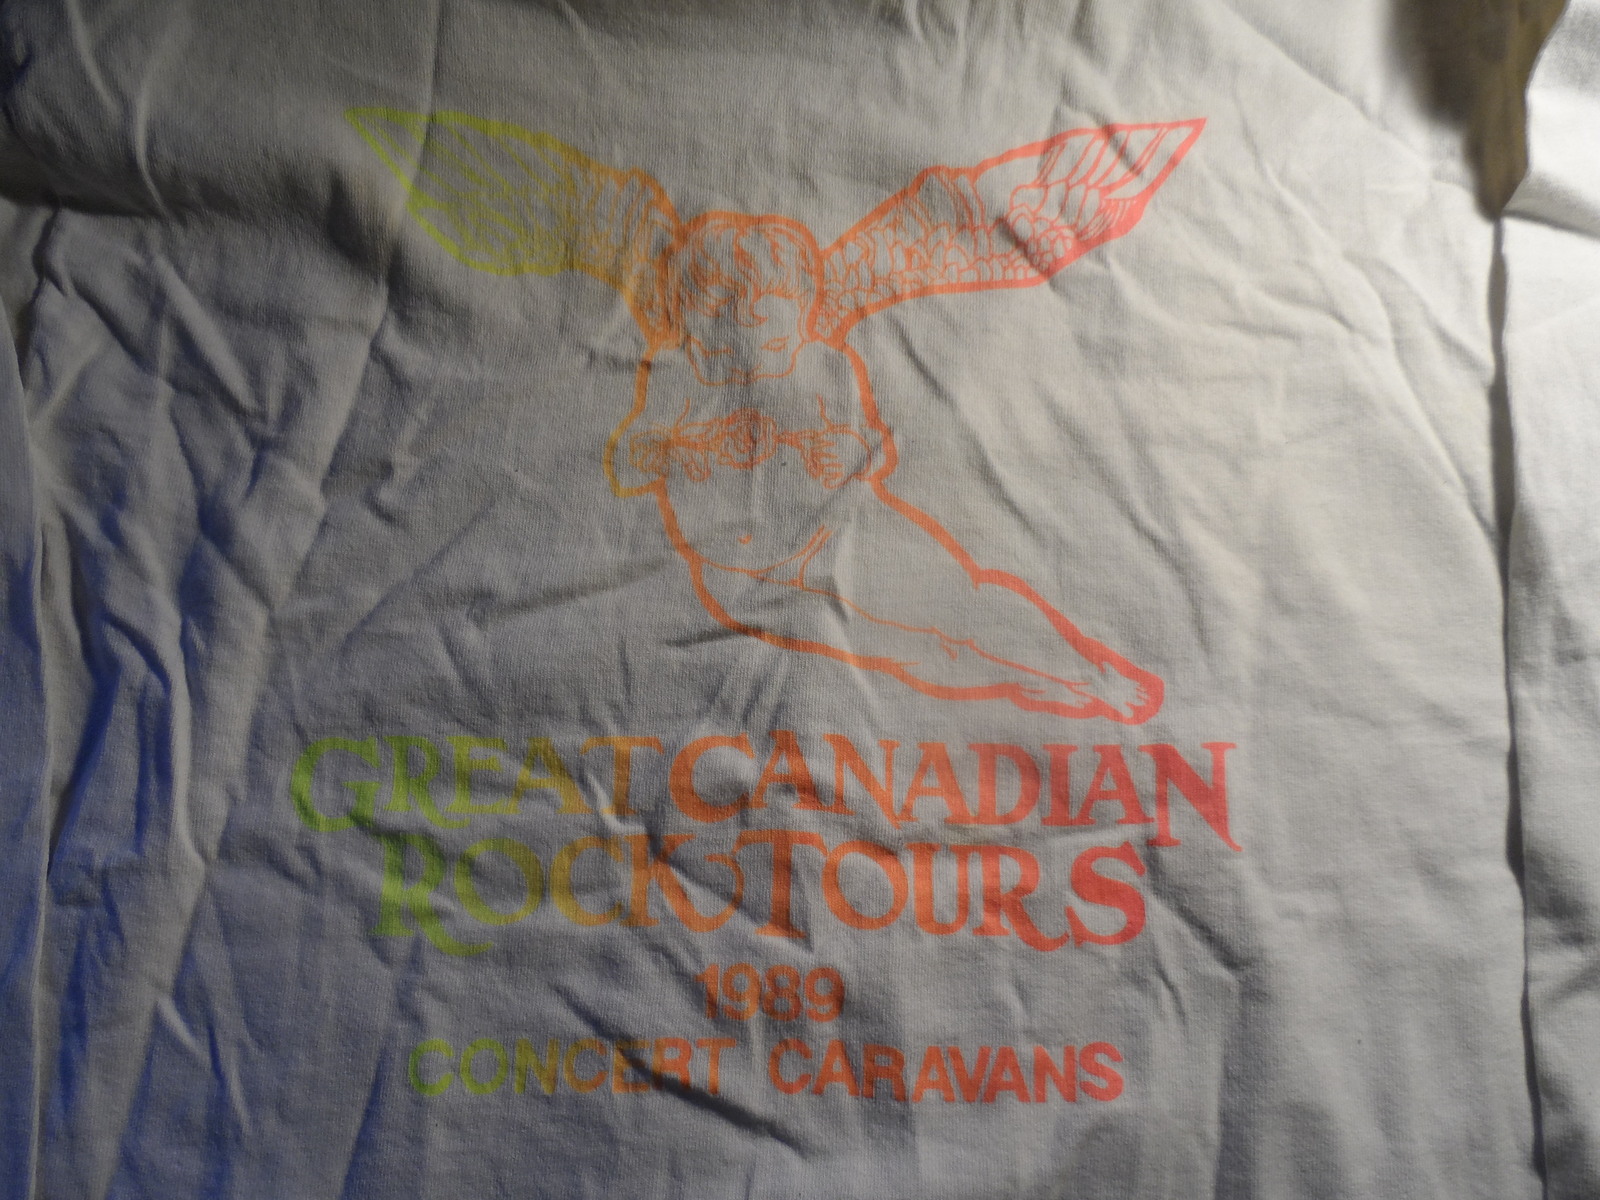 GREAT CANADIAN
ROCK TOURS
1989
CONCERT CARAVANS